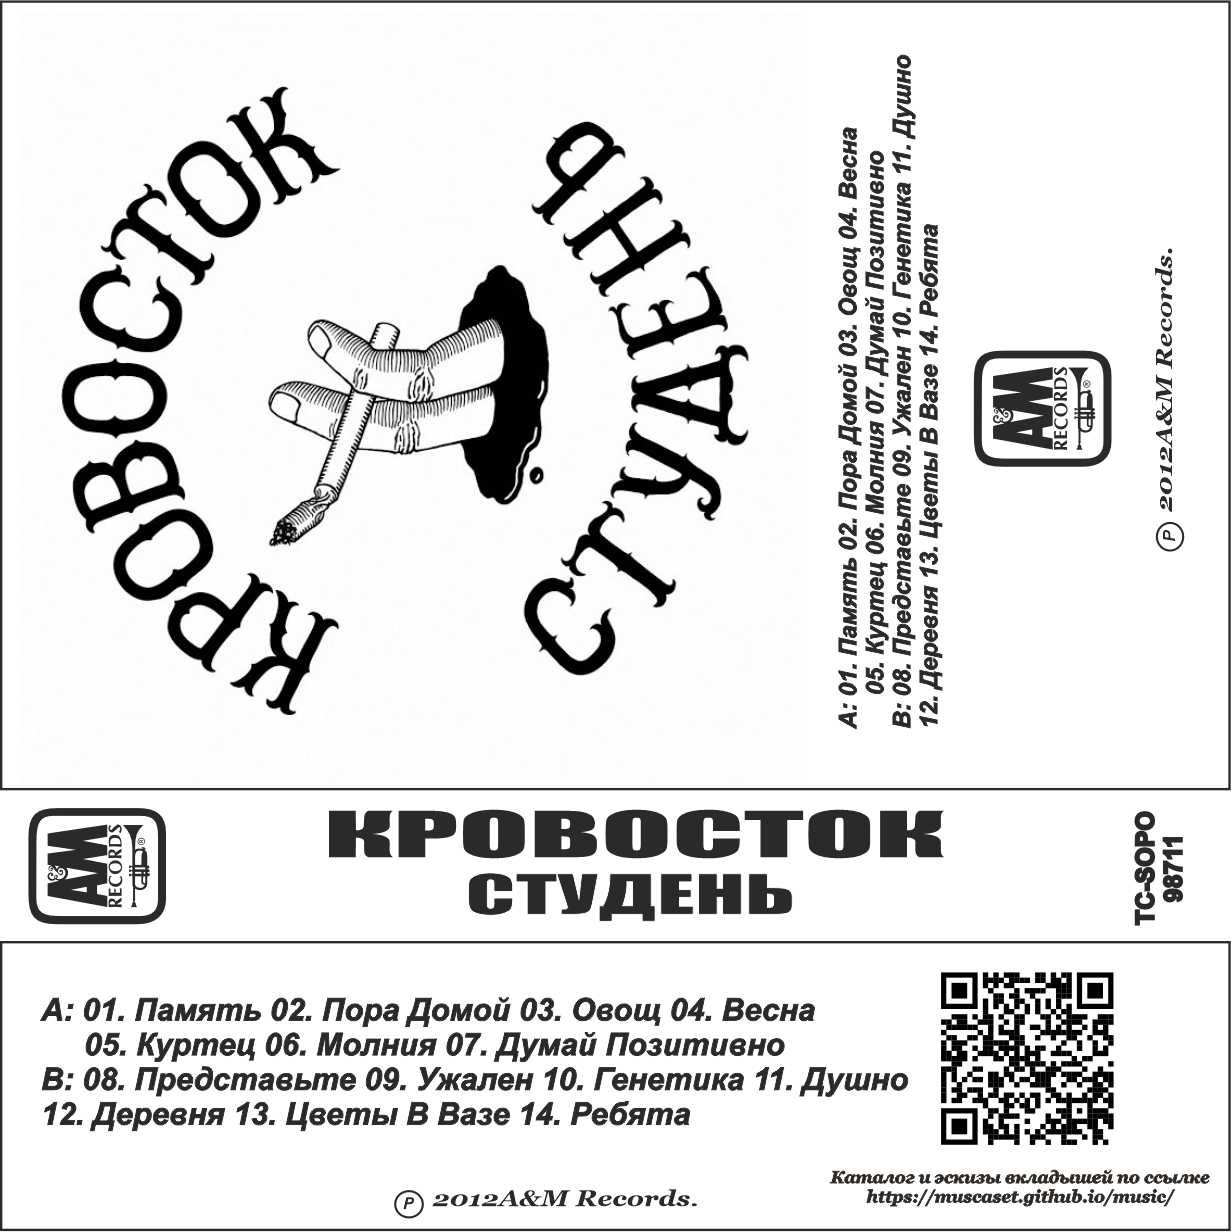 КРОВОСТОК
СТУДЕНЬ
A: 01. Память 02. Пора Домой 03. Овощ 04. Весна
05. Куртец 06. Молния 07. Думай Позитивно
B: 08. Представьте 09. Ужален 10. Генетика 11. Душно
12. Деревня 13. Цветы В Вазе 14. Ребята
A&M
RECORDS
®
Ⓟ 2012A&M Records.
A&M
RECORDS
®
КРОВОСТОК
СТУДЕНЬ
TC-SOPO
98711
A: 01. Память 02. Пора Домой 03. Овощ 04. Весна
05. Куртец 06. Молния 07. Думай Позитивно
B: 08. Представьте 09. Ужален 10. Генетика 11. Душно
12. Деревня 13. Цветы В Вазе 14. Ребята
Каталог и эскизы вкладышей по ссылке
https://muscaset.github.io/music/
Ⓟ 2012A&M Records.